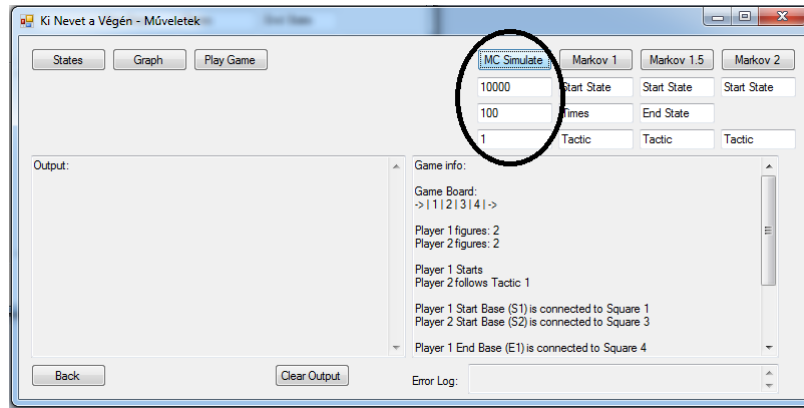 Ki Nevet a Végén - Műveletek
States Graph Play Game MC Simulate Markov 1 Markov 1.5 Markov 2
10000 Start State Start State Start State
100 Times End State
1 Tactic Tactic Tactic
Output:
Game info:
Game Board:
-> | 1 | 2 | 3 | 4 | ->
Player 1 figures: 2
Player 2 figures: 2
Player 1 Starts
Player 2 follows Tactic 1
Player 1 Start Base (S1) is connected to Square 1
Player 2 Start Base (S2) is connected to Square 3
Player 1 End Base (E1) is connected to Square 4
Back Clear Output Error Log: